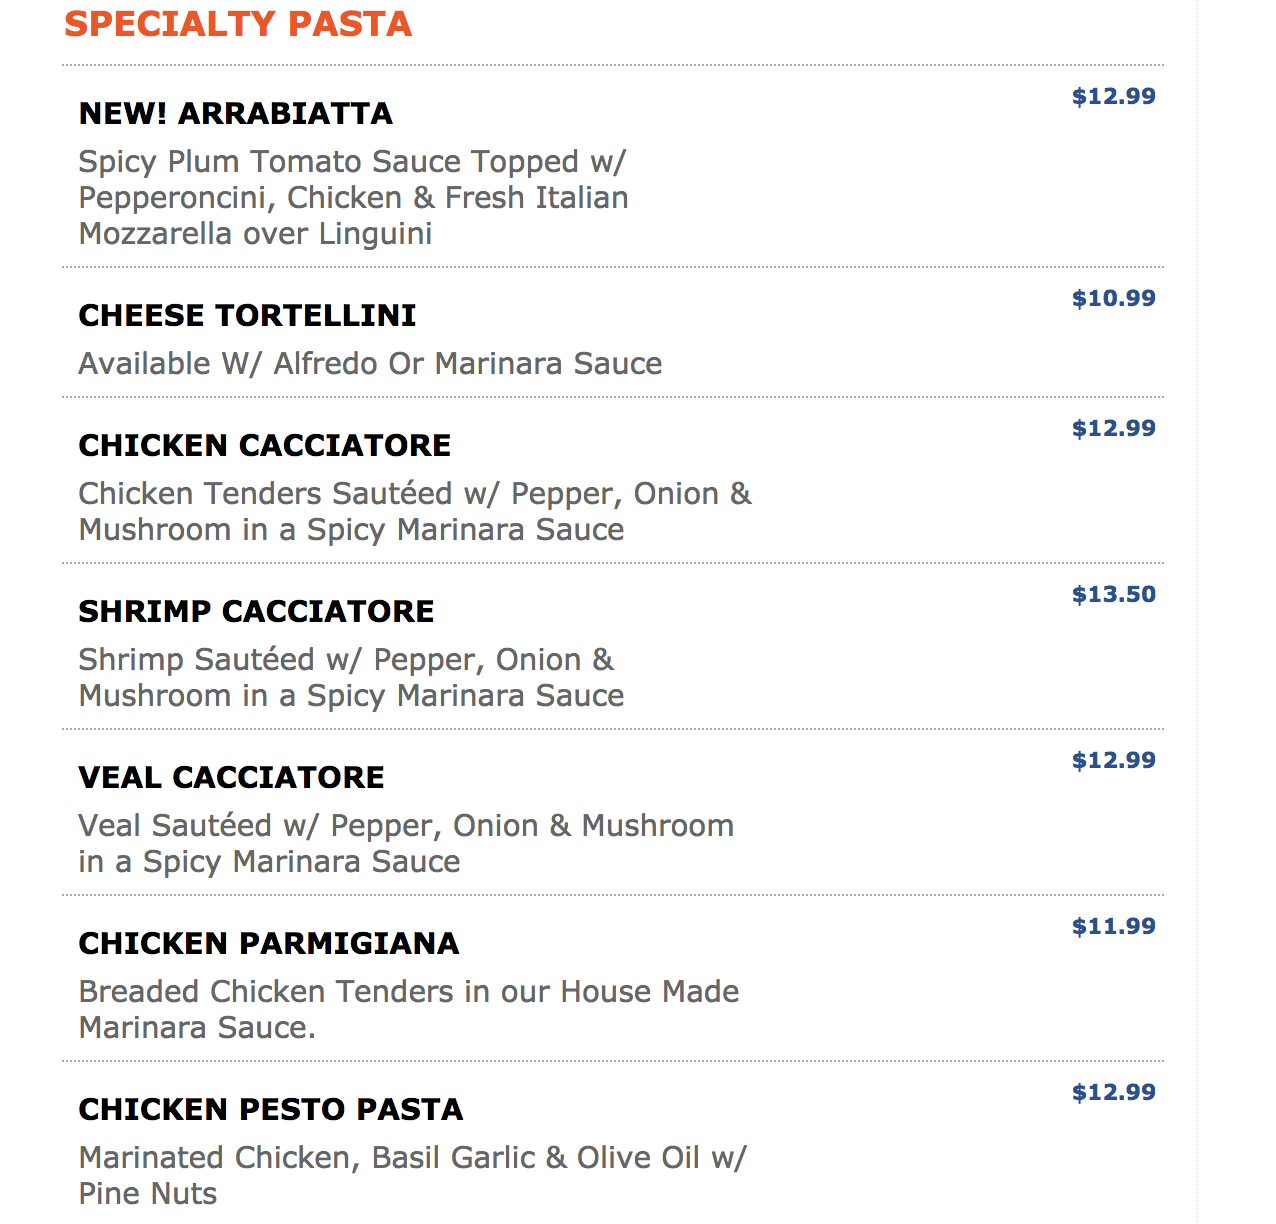 SPECIALTY PASTA
NEW! ARRABIATTA
$12.99
Spicy Plum Tomato Sauce Topped w/
Pepperoncini, Chicken & Fresh Italian
Mozzarella over Linguini
CHEESE TORTELLINI
$10.99
Available W/ Alfredo Or Marinara Sauce
CHICKEN CACCIATORE
$12.99
Chicken Tenders Sautéed w/ Pepper, Onion &
Mushroom in a Spicy Marinara Sauce
SHRIMP CACCIATORE
$13.50
Shrimp Sautéed w/ Pepper, Onion &
Mushroom in a Spicy Marinara Sauce
VEAL CACCIATORE
$12.99
Veal Sautéed w/ Pepper, Onion & Mushroom
in a Spicy Marinara Sauce
CHICKEN PARMIGIANA
$11.99
Breaded Chicken Tenders in our House Made
Marinara Sauce.
CHICKEN PESTO PASTA
$12.99
Marinated Chicken, Basil Garlic & Olive Oil w/
Pine Nuts